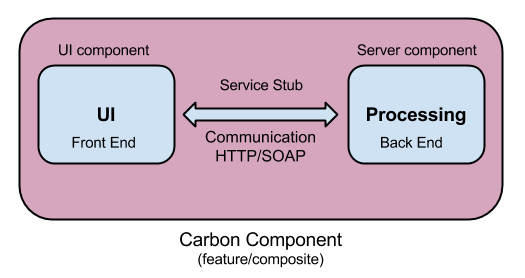 UI component
Server component
Service Stub
UI
Front End
Processing
Back End
Communication
HTTP/SOAP
Carbon Component
(feature/composite)